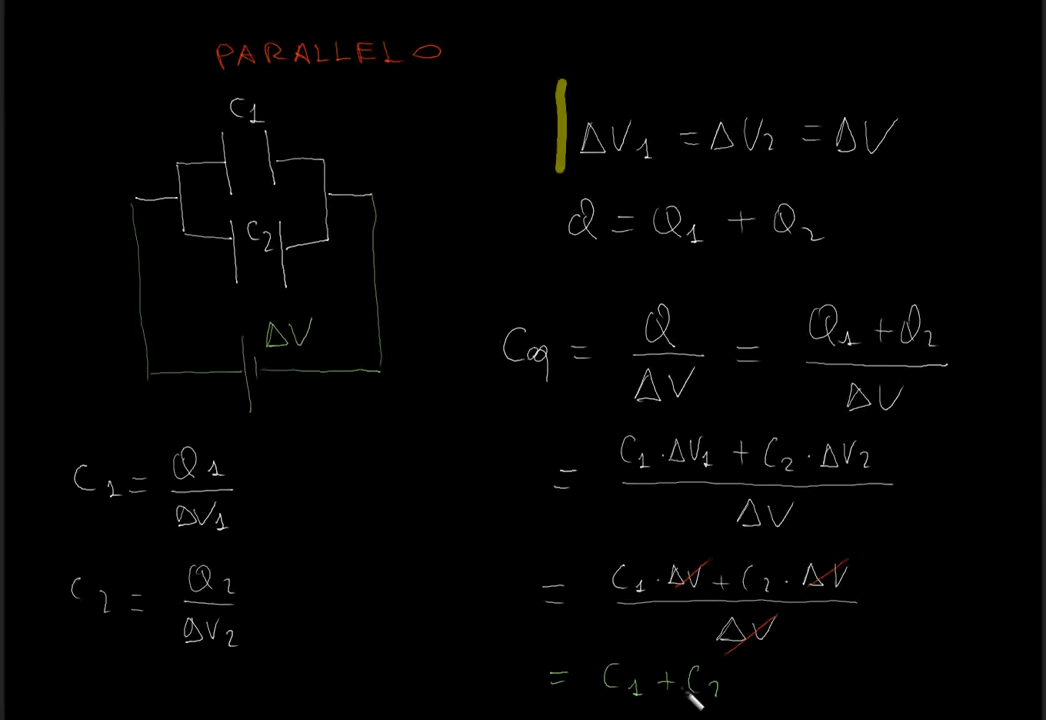 PARALLELO
C1
C2
ΔV
C1 = Q1 / ΔV1
C2 = Q2 / ΔV2
ΔV1 = ΔV2 = ΔV
Q = Q1 + Q2
Ceq = Q / ΔV = Q1 + Q2 / ΔV
= C1 · ΔV1 + C2 · ΔV2 / ΔV
= C1 · ΔV + C2 · ΔV / ΔV
= C1 + C2